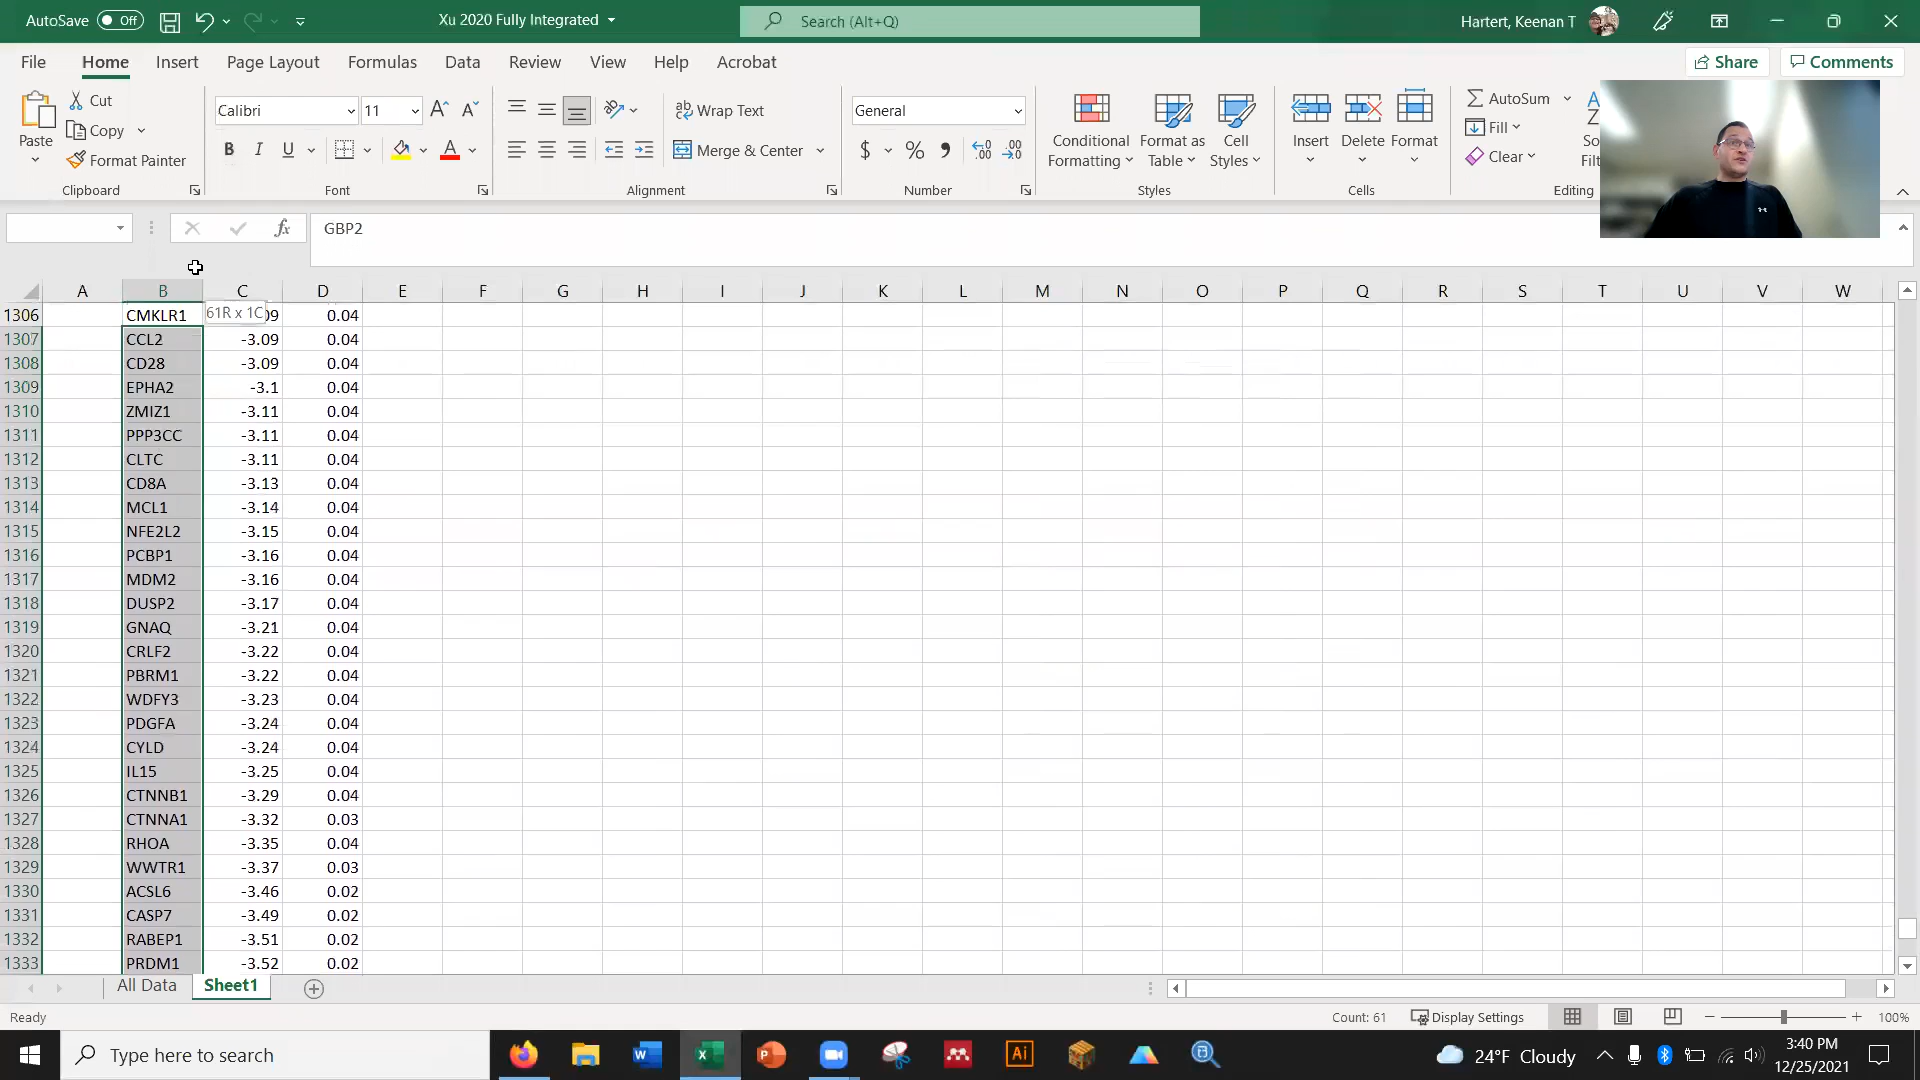 AutoSave Off Xu 2020 Fully Integrated Search (Alt+Q) Hartert, Keenan T
File Home Insert Page Layout Formulas Data Review View Help Acrobat Share Comments
Paste Cut Copy Format Painter Clipboard
Calibri 11 B I U A Font
ab Wrap Text Merge & Center Alignment
General $ % Number
Conditional Formatting Format as Table Cell Styles Styles
Insert Delete Format Cells
AutoSum Fill Clear Editing
fx GBP2
A B C D E F G H I J K L M N O P Q R S T U V W
61R x 1C
1306 CMKLR1 09 0.04
1307 CCL2 -3.09 0.04
1308 CD28 -3.09 0.04
1309 EPHA2 -3.1 0.04
1310 ZMIZ1 -3.11 0.04
1311 PPP3CC -3.11 0.04
1312 CLTC -3.11 0.04
1313 CD8A -3.13 0.04
1314 MCL1 -3.14 0.04
1315 NFE2L2 -3.15 0.04
1316 PCBP1 -3.16 0.04
1317 MDM2 -3.16 0.04
1318 DUSP2 -3.17 0.04
1319 GNAQ -3.21 0.04
1320 CRLF2 -3.22 0.04
1321 PBRM1 -3.22 0.04
1322 WDFY3 -3.23 0.04
1323 PDGFA -3.24 0.04
1324 CYLD -3.24 0.04
1325 IL15 -3.25 0.04
1326 CTNNB1 -3.29 0.04
1327 CTNNA1 -3.32 0.03
1328 RHOA -3.35 0.04
1329 WWTR1 -3.37 0.03
1330 ACSL6 -3.46 0.02
1331 CASP7 -3.49 0.02
1332 RABEP1 -3.51 0.02
1333 PRDM1 -3.52 0.02
All Data Sheet1
Ready Count: 61 Display Settings 100%
Type here to search 24°F Cloudy 3:40 PM
12/25/2021